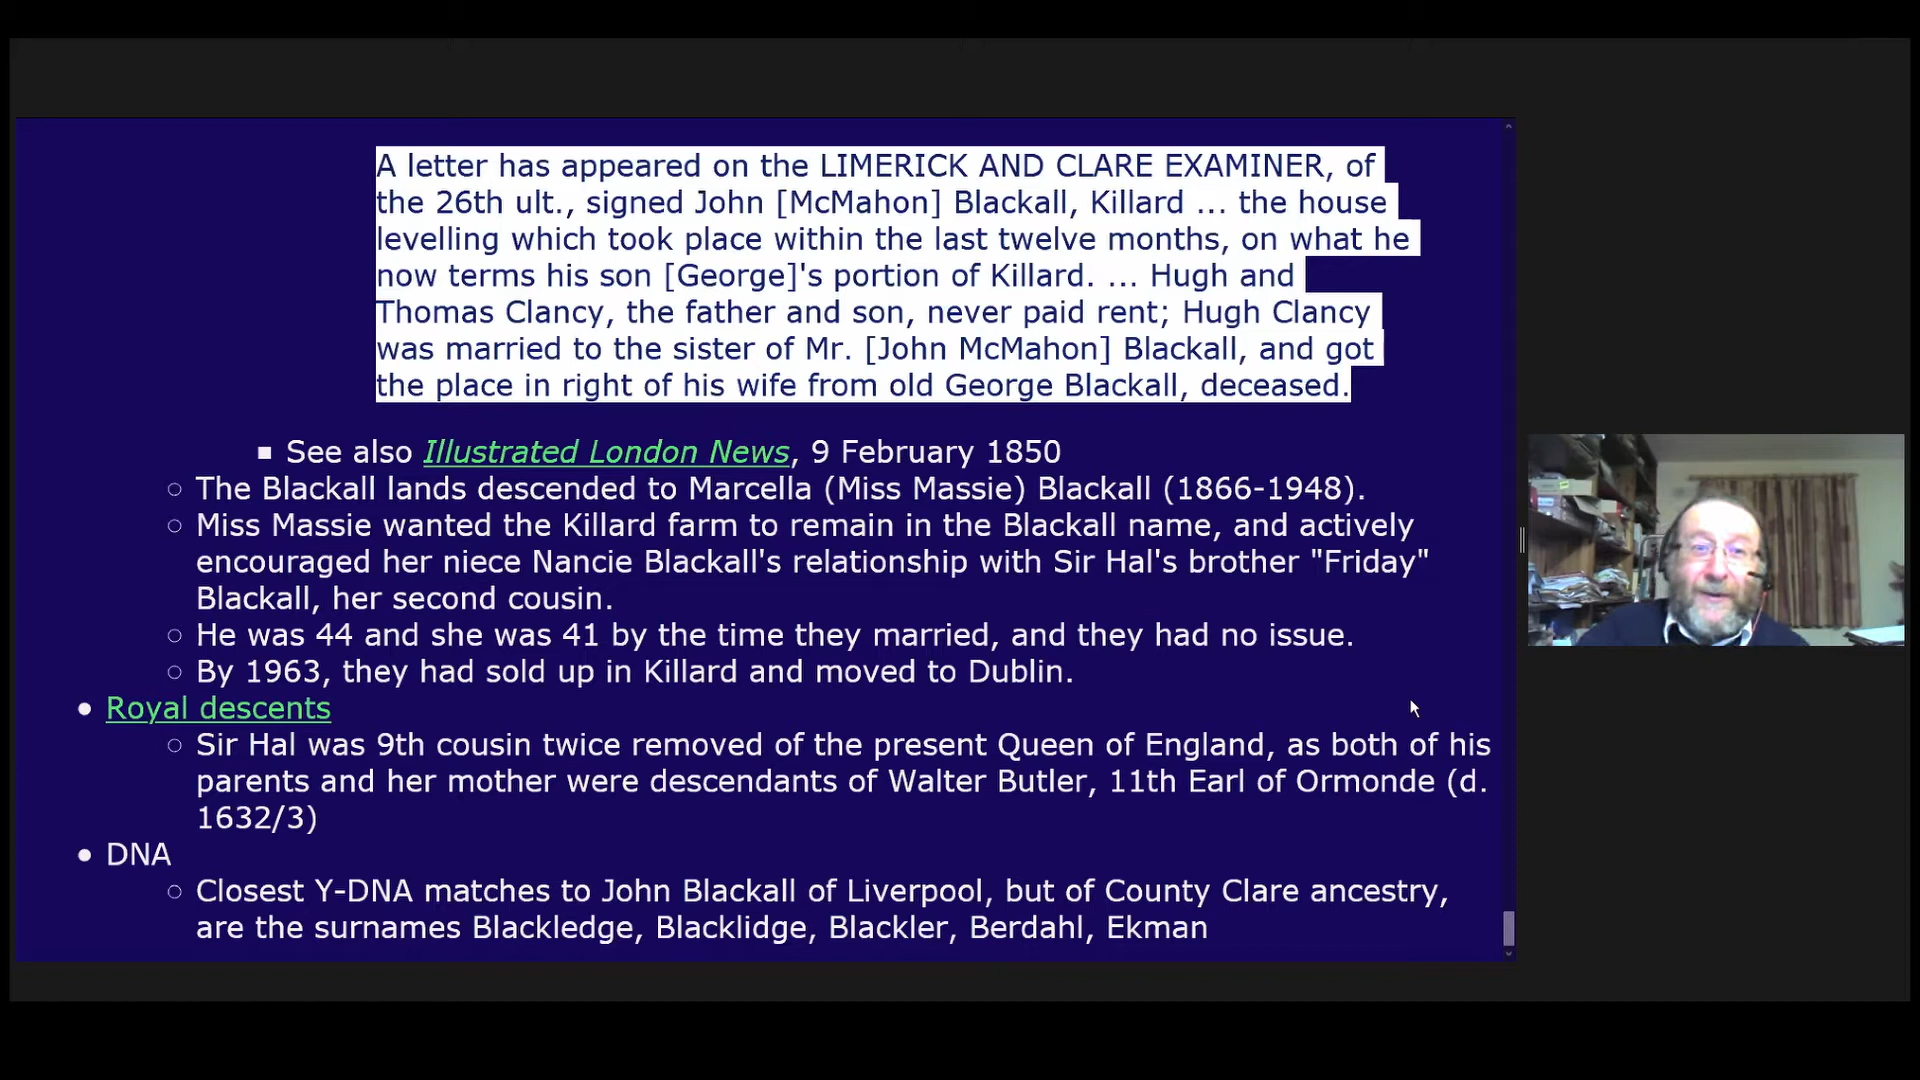 A letter has appeared on the LIMERICK AND CLARE EXAMINER, of
the 26th ult., signed John [McMahon] Blackall, Killard ... the house
levelling which took place within the last twelve months, on what he
now terms his son [George]'s portion of Killard. ... Hugh and
Thomas Clancy, the father and son, never paid rent; Hugh Clancy
was married to the sister of Mr. [John McMahon] Blackall, and got
the place in right of his wife from old George Blackall, deceased.
See also Illustrated London News, 9 February 1850
The Blackall lands descended to Marcella (Miss Massie) Blackall (1866-1948).
Miss Massie wanted the Killard farm to remain in the Blackall name, and actively
encouraged her niece Nancie Blackall's relationship with Sir Hal's brother "Friday"
Blackall, her second cousin.
He was 44 and she was 41 by the time they married, and they had no issue.
By 1963, they had sold up in Killard and moved to Dublin.
Royal descents
Sir Hal was 9th cousin twice removed of the present Queen of England, as both of his
parents and her mother were descendants of Walter Butler, 11th Earl of Ormonde (d.
1632/3)
DNA
Closest Y-DNA matches to John Blackall of Liverpool, but of County Clare ancestry,
are the surnames Blackledge, Blacklidge, Blackler, Berdahl, Ekman